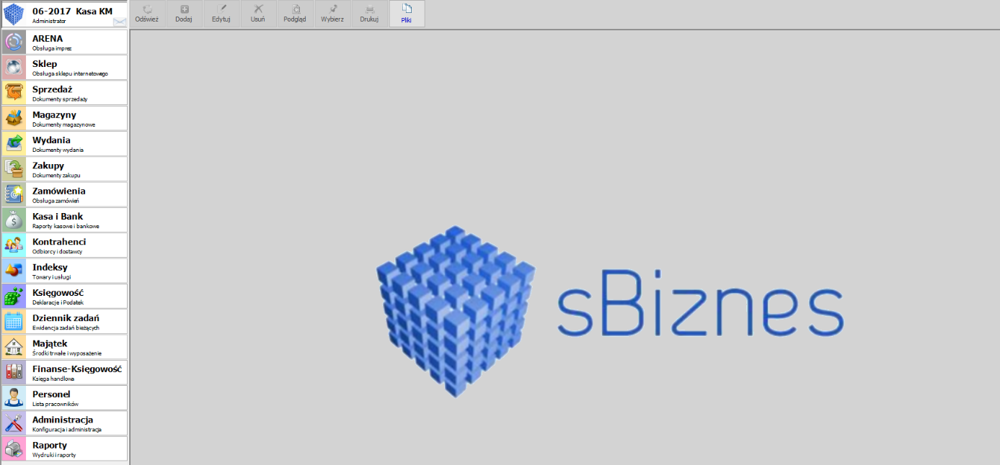 06-2017 Kasa KM
Administrator
Odśwież
Dodaj
Edytuj
Usuń
Podgląd
Wybierz
Drukuj
Pliki
ARENA
Obsługa imprez
Sklep
Obsługa sklepu internetowego
Sprzedaż
Dokumenty sprzedaży
Magazyny
Dokumenty magazynowe
Wydania
Dokumenty wydania
Zakupy
Dokumenty zakupu
Zamówienia
Obsługa zamówień
Kasa i Bank
Raporty kasowe i bankowe
Kontrahenci
Odbiorcy i dostawcy
Indeksy
Towary i usługi
Księgowość
Deklaracje i Podatek
Dziennik zadań
Ewidencja zadań bieżących
Majątek
Środki trwałe i wyposażenie
Finanse-Księgowość
Księga handlowa
Personel
Lista pracowników
Administracja
Konfiguracja i administracja
Raporty
Wydruki i raporty
sBiznes